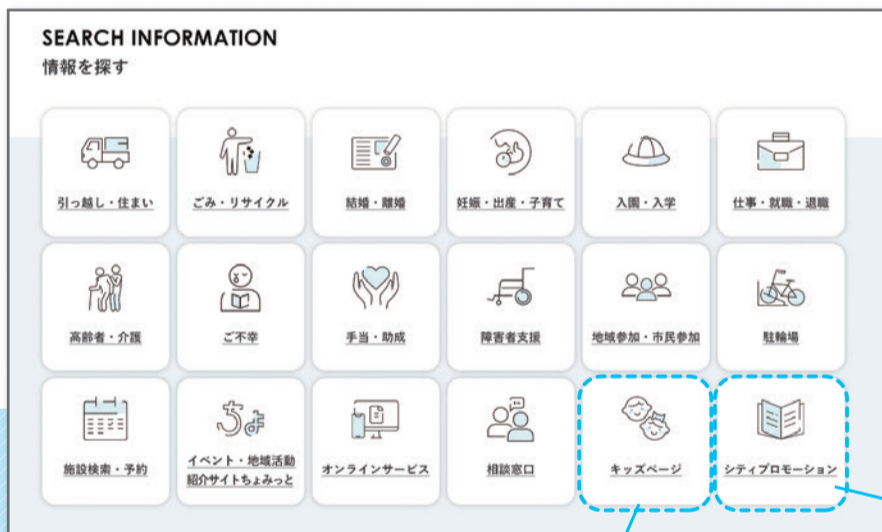 SEARCH INFORMATION
情報を探す
引っ越し・住まい
ごみ・リサイクル
結婚・離婚
妊娠・出産・子育て
入園・入学
仕事・就職・退職
高齢者・介護
ご不幸
手当・助成
障害者支援
地域参加・市民参加
駐輪場
施設検索・予約
イベント・地域活動
紹介サイトちょみっと
オンラインサービス
相談窓口
キッズページ
シティプロモーション